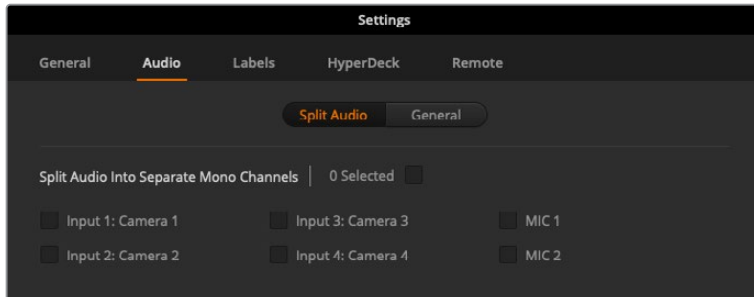 Settings
General Audio Labels HyperDeck Remote
Split Audio General
Split Audio Into Separate Mono Channels 0 Selected
Input 1: Camera 1 Input 3: Camera 3 MIC 1
Input 2: Camera 2 Input 4: Camera 4 MIC 2